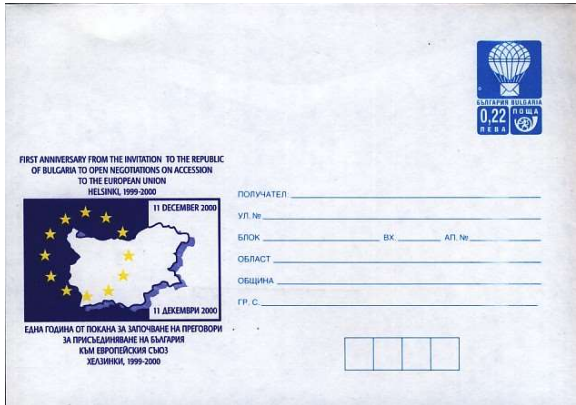 БЪЛГАРИЯ BULGARIA
0,22
ЛЕВА
ПОЩА
FIRST ANNIVERSARY FROM THE INVITATION TO THE REPUBLIC
OF BULGARIA TO OPEN NEGOTIATIONS ON ACCESSION
TO THE EUROPEAN UNION
HELSINKI, 1999-2000
11 DECEMBER 2000
11 ДЕКЕМВРИ 2000
ЕДНА ГОДИНА ОТ ПОКАНА ЗА ЗАПОЧВАНЕ НА ПРЕГОВОРИ
ЗА ПРИСЪЕДИНЯВАНЕ НА БЪЛГАРИЯ
КЪМ ЕВРОПЕЙСКИЯ СЪЮЗ
ХЕЛЗИНКИ, 1999-2000
ПОЛУЧАТЕЛ
УЛ. №
БЛОК ВХ. АП. №
ОБЛАСТ
ОБЩИНА
ГР. С.